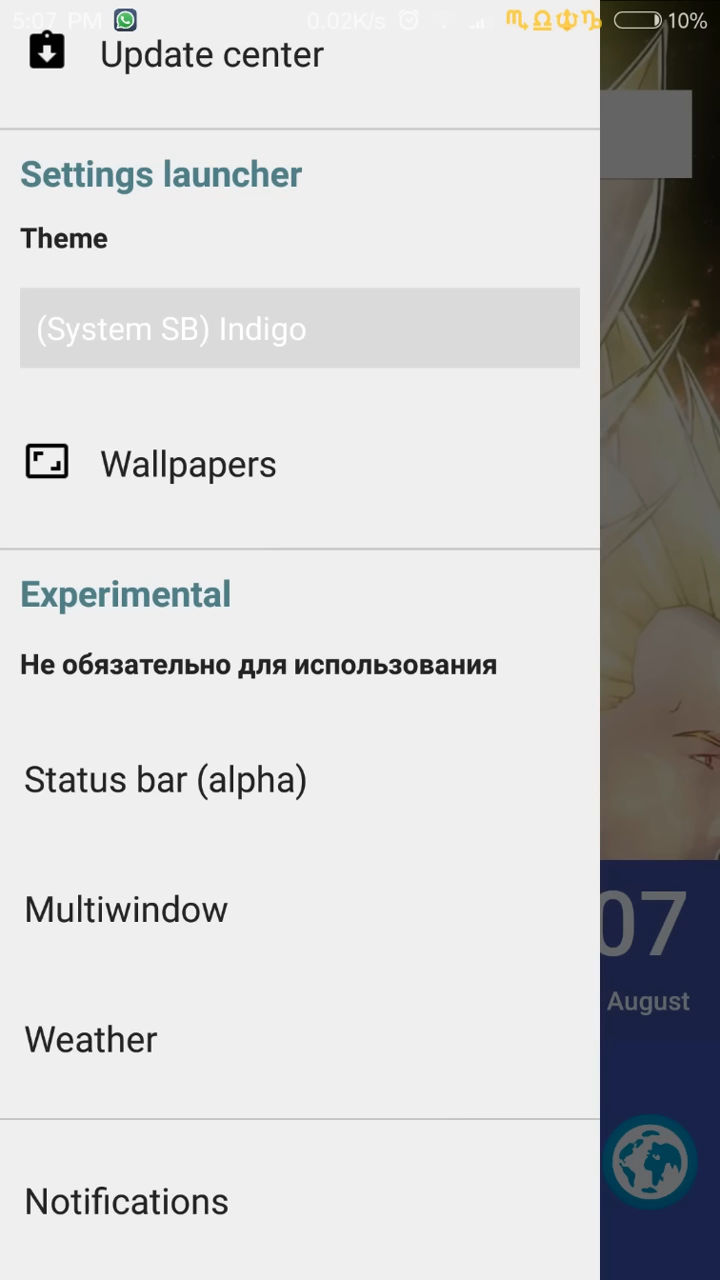 5:07 PM 0.02K/s ♏♎🔱♑ 10%
Update center
Settings launcher
Theme
(System SB) Indigo
Wallpapers
Experimental
Не обязательно для использования
Status bar (alpha)
Multiwindow
07
Weather
August
Notifications